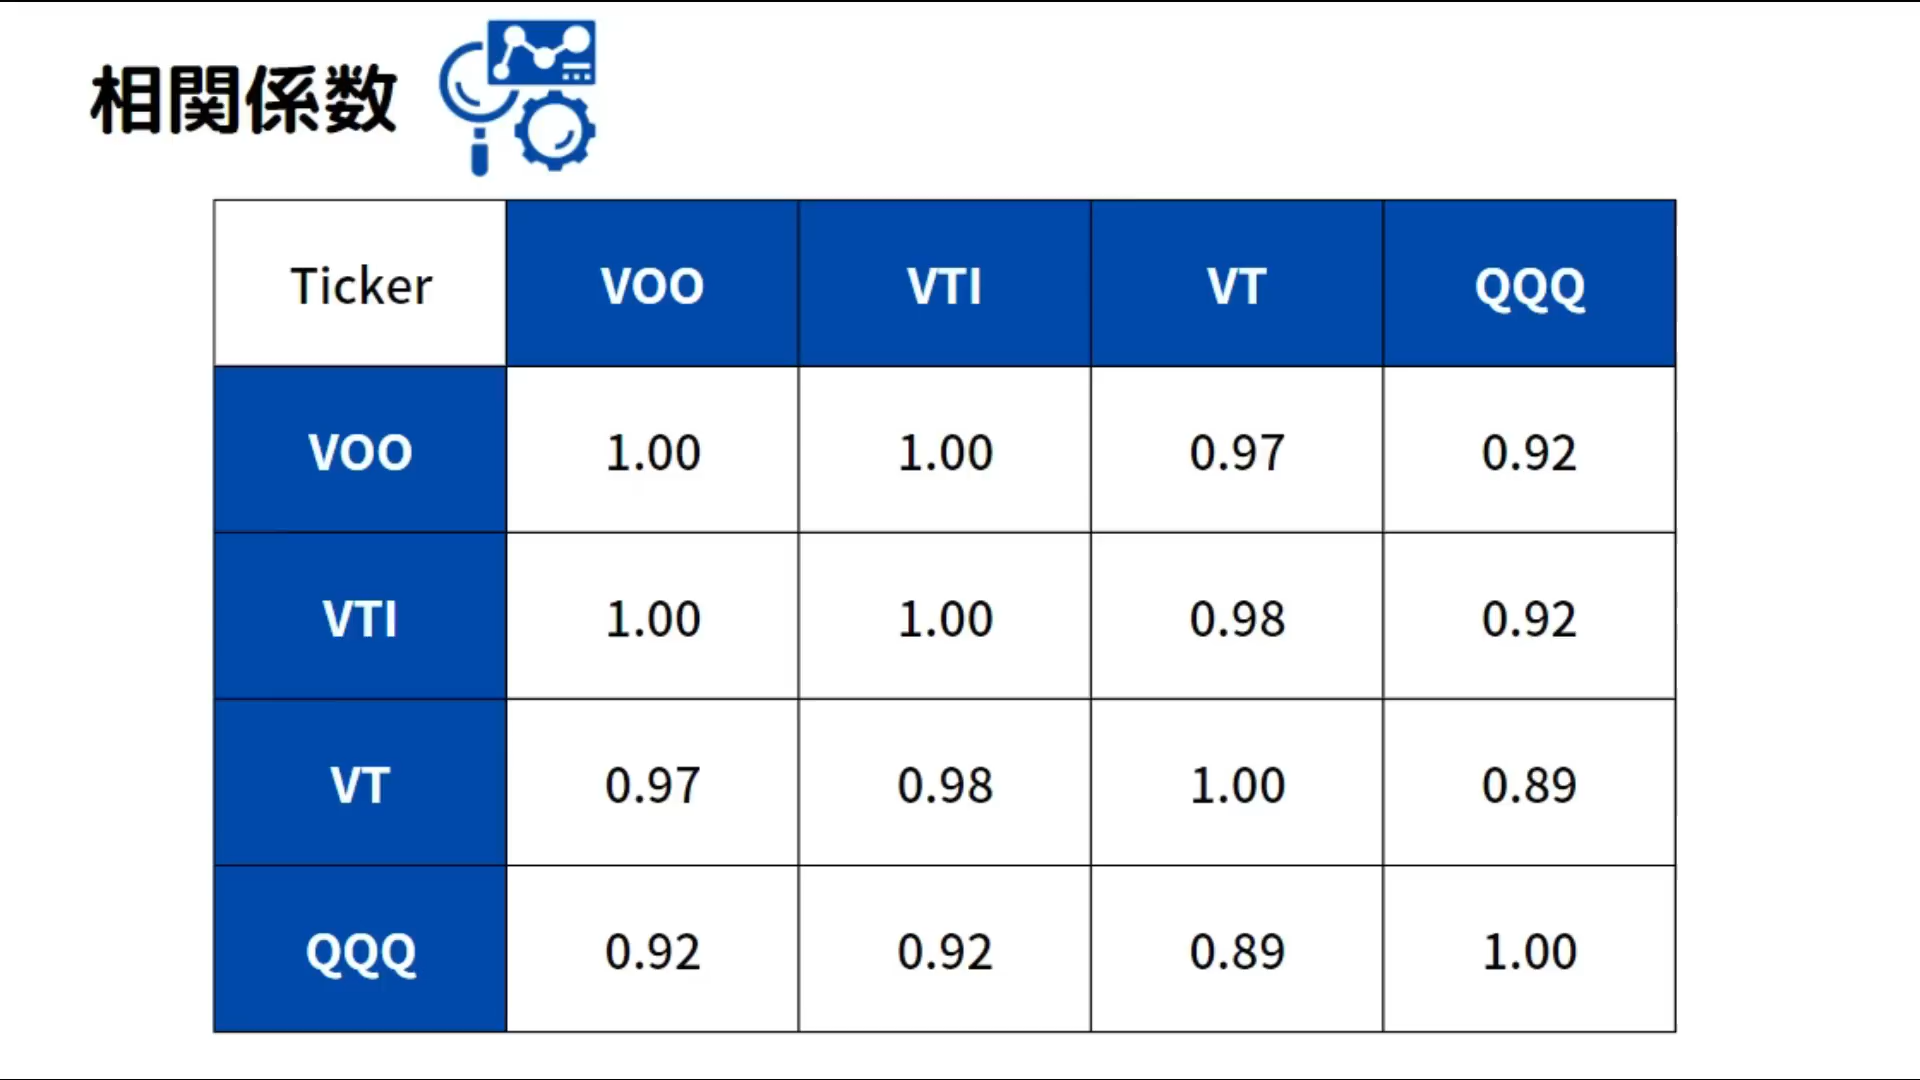 相関係数
Ticker VOO VTI VT QQQ
VOO 1.00 1.00 0.97 0.92
VTI 1.00 1.00 0.98 0.92
VT 0.97 0.98 1.00 0.89
QQQ 0.92 0.92 0.89 1.00